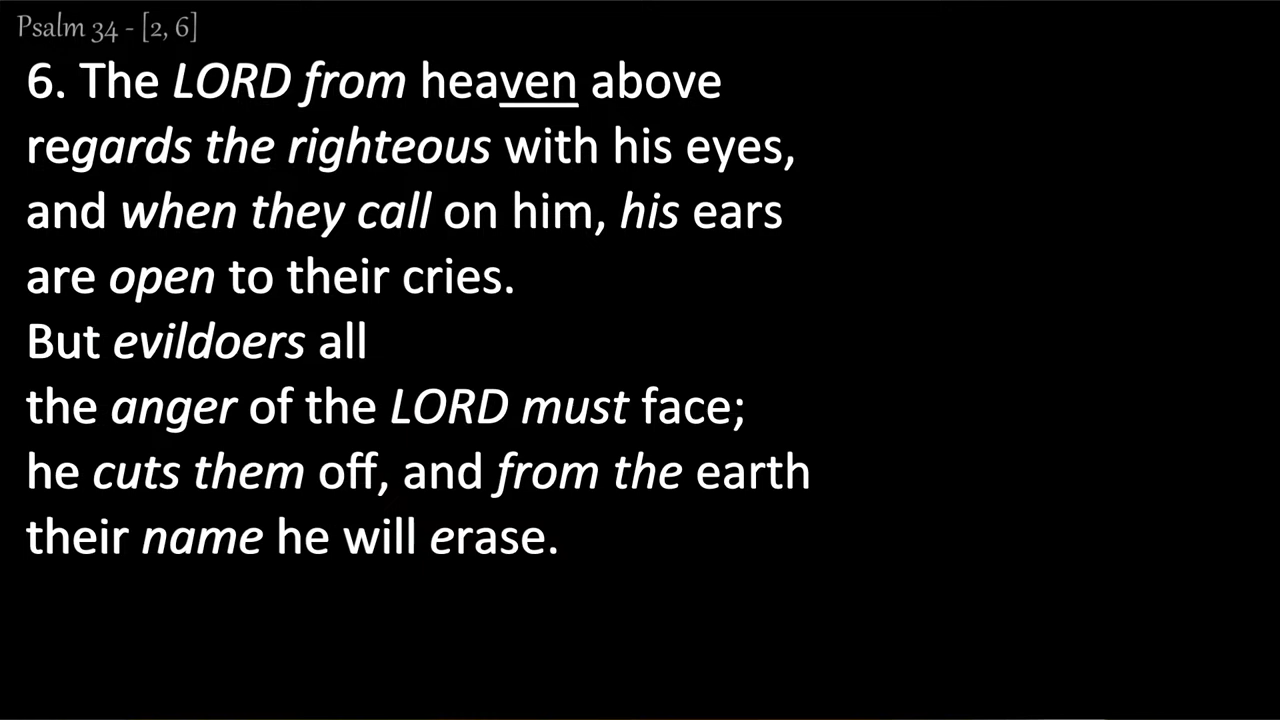 Psalm 34 - [2, 6]
6. The LORD from heaven above
regards the righteous with his eyes,
and when they call on him, his ears
are open to their cries.
But evildoers all
the anger of the LORD must face;
he cuts them off, and from the earth
their name he will erase.